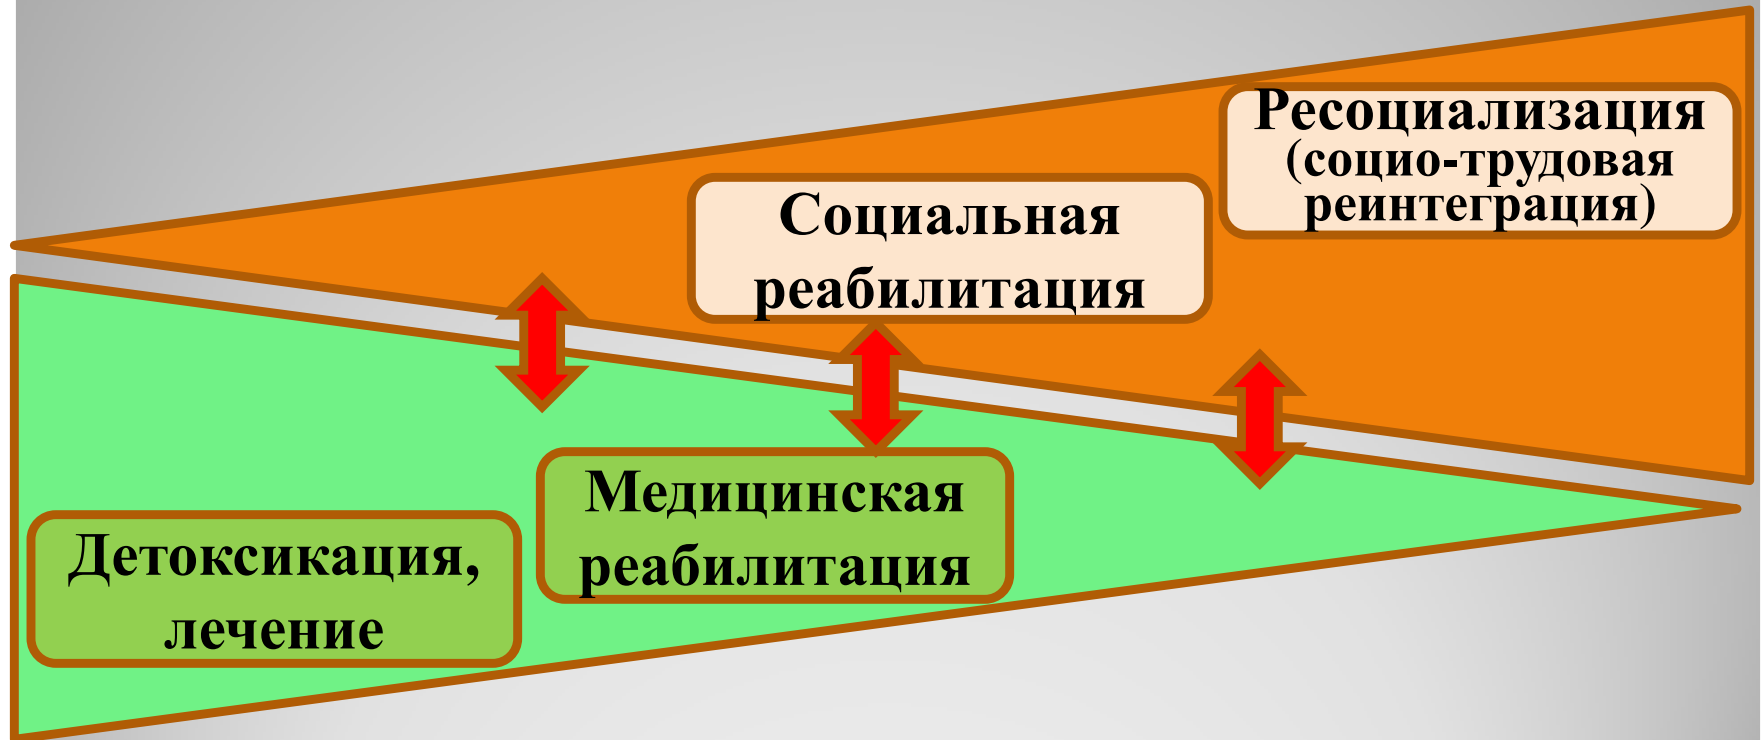 Ресоциализация
(социо-трудовая
реинтеграция)
Социальная
реабилитация
Медицинская
реабилитация
Детоксикация,
лечение